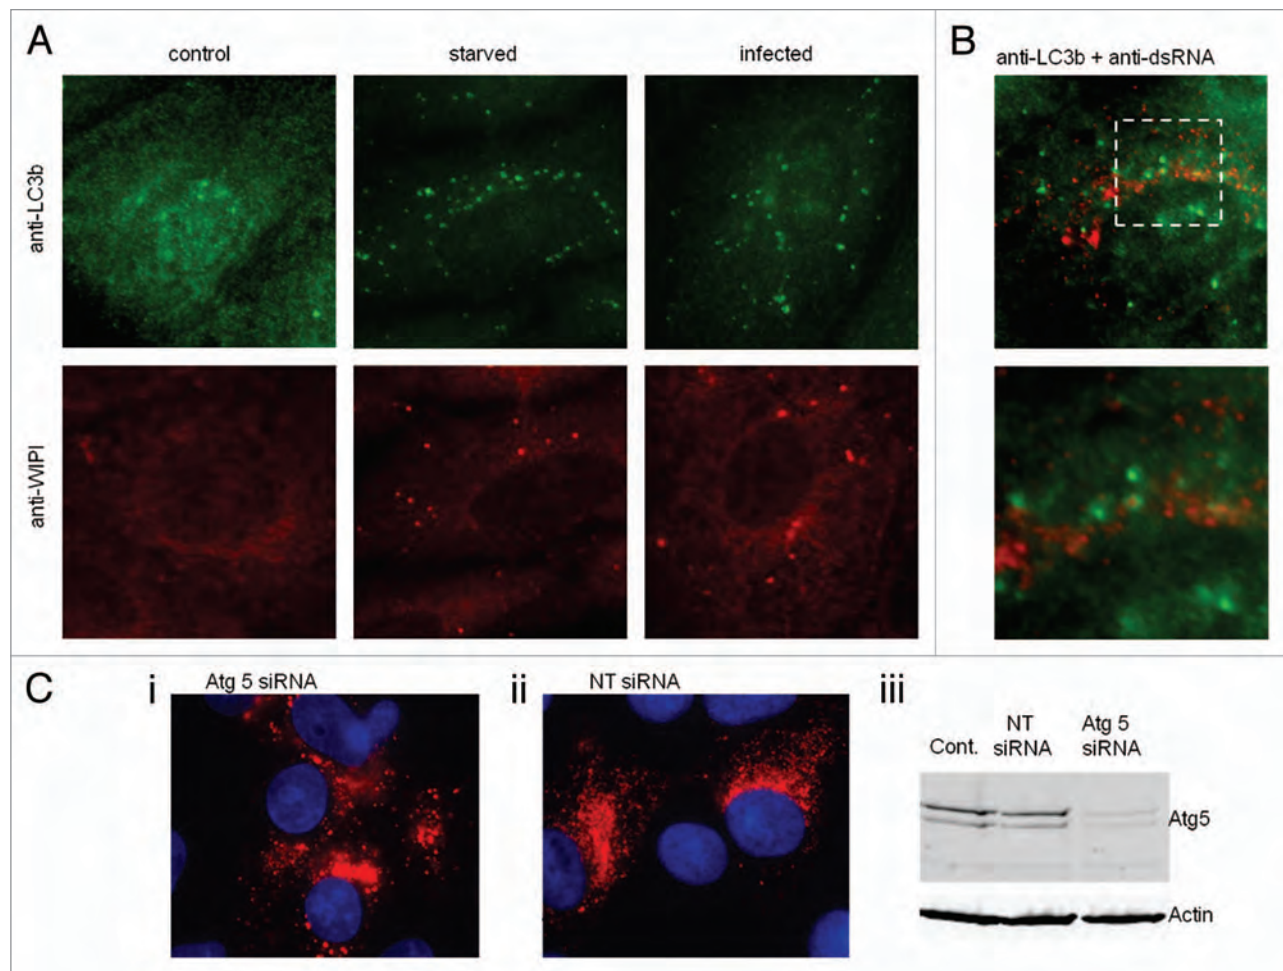 A
control
starved
infected
anti-LC3b
anti-WIPI
B
anti-LC3b + anti-dsRNA
C
i
Atg 5 siRNA
ii
NT siRNA
iii
Cont.
NT
siRNA
Atg 5
siRNA
Atg5
Actin